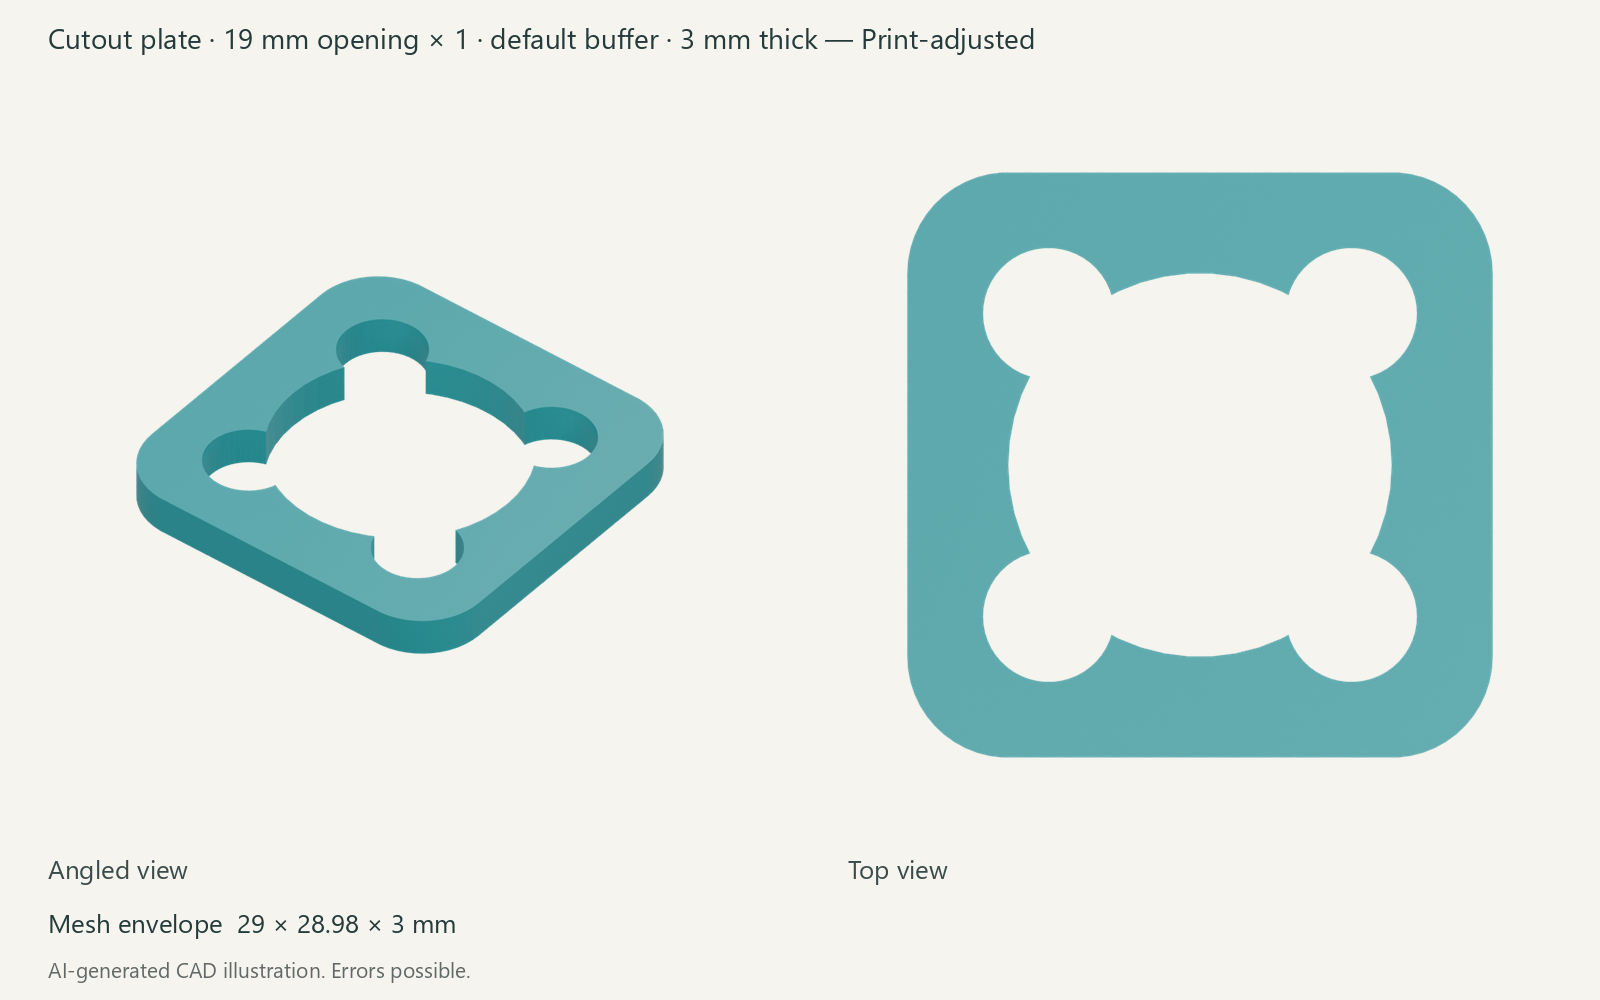 Cutout plate · 19 mm opening × 1 · default buffer · 3 mm thick — Print-adjusted
Angled view
Top view
Mesh envelope 29 × 28.98 × 3 mm
AI-generated CAD illustration. Errors possible.